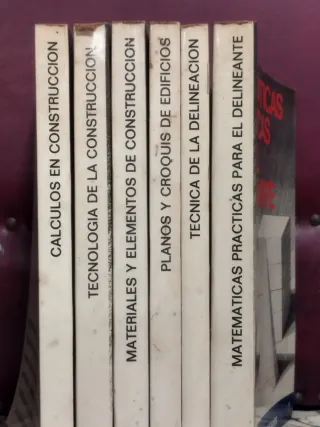 CALCULOS EN CONSTRUCCION
TECNOLOGIA DE LA CONSTRUCCION
MATERIALES Y ELEMENTOS DE CONSTRUCCION
PLANOS Y CROQUIS DE EDIFICIOS
TECNICA DE LA DELINEACION
MATEMATICAS PRACTICAS PARA EL DELINEANTE